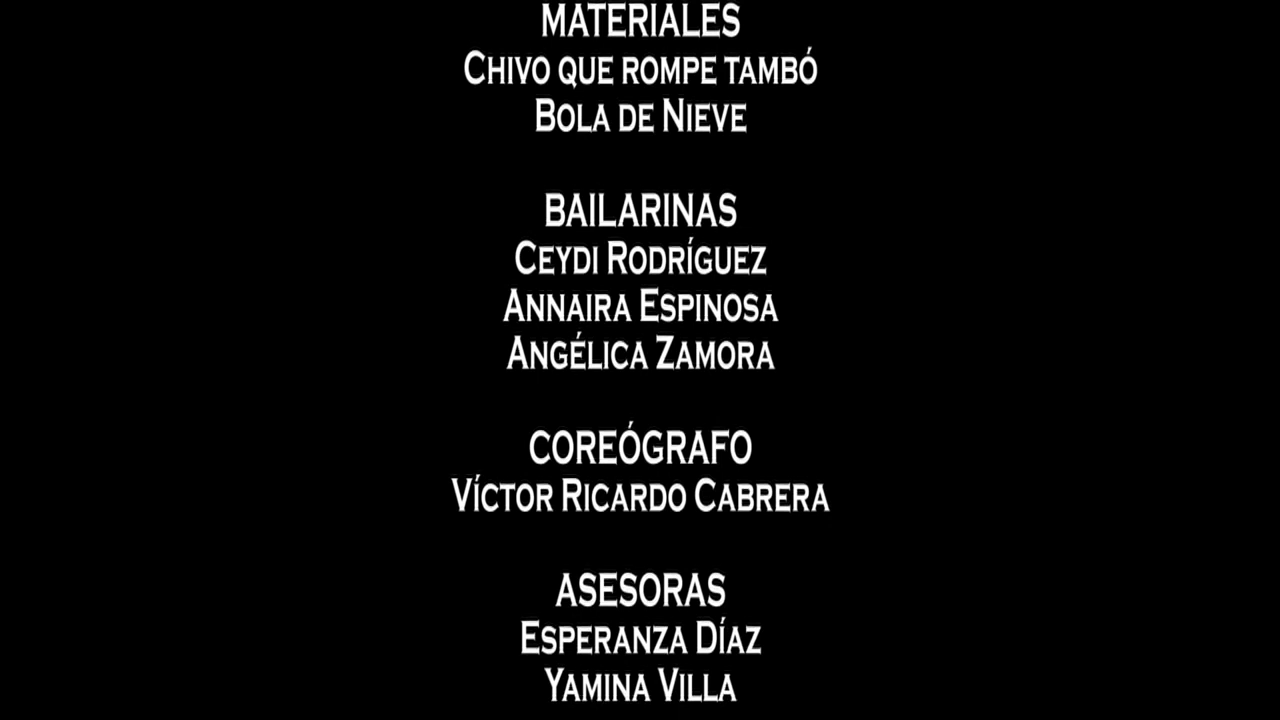 MATERIALES
CHIVO QUE ROMPE TAMBÓ
BOLA DE NIEVE
BAILARINAS
CEYDI RODRÍGUEZ
ANNAIRA ESPINOSA
ANGÉLICA ZAMORA
COREÓGRAFO
VÍCTOR RICARDO CABRERA
ASESORAS
ESPERANZA DÍAZ
YAMINA VILLA